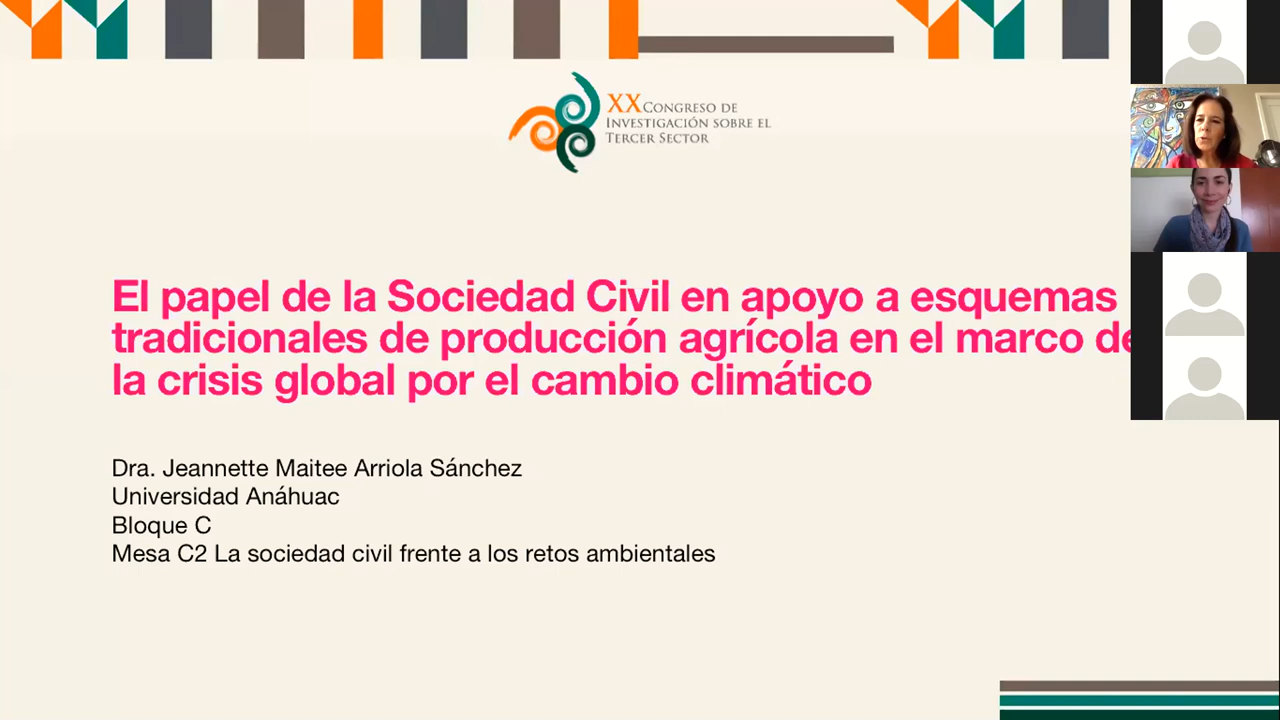 XX CONGRESO DE
INVESTIGACIÓN SOBRE EL
TERCER SECTOR
El papel de la Sociedad Civil en apoyo a esquemas
tradicionales de producción agrícola en el marco de
la crisis global por el cambio climático
Dra. Jeannette Maitee Arriola Sánchez
Universidad Anáhuac
Bloque C
Mesa C2 La sociedad civil frente a los retos ambientales